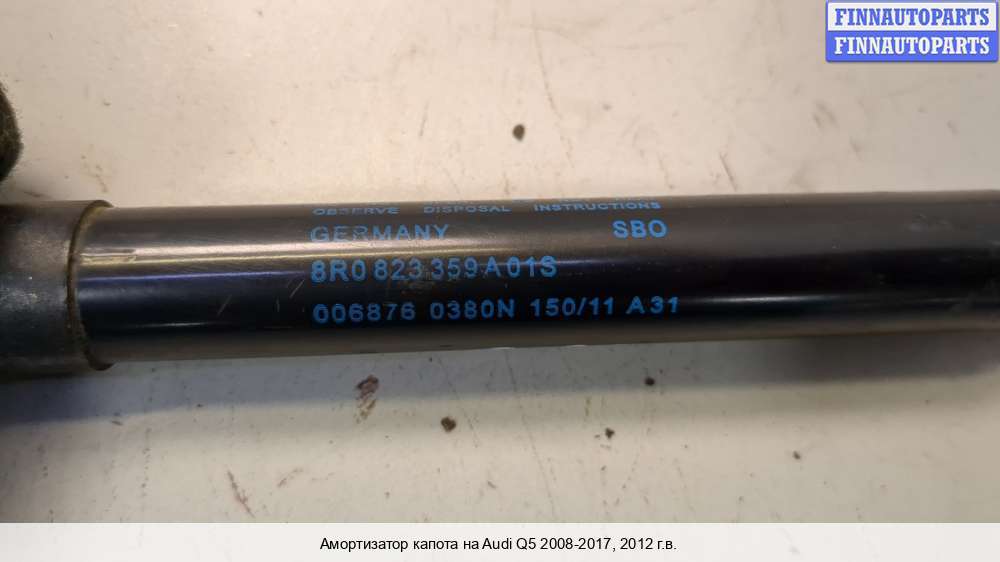 FINNAUTOPARTS
FINNAUTOPARTS
OBSERVE DISPOSAL INSTRUCTIONS
GERMANY SBO
8R0 823 359 A 01S
006876 0380N 150/11 A31
Амортизатор капота на Audi Q5 2008-2017, 2012 г.в.